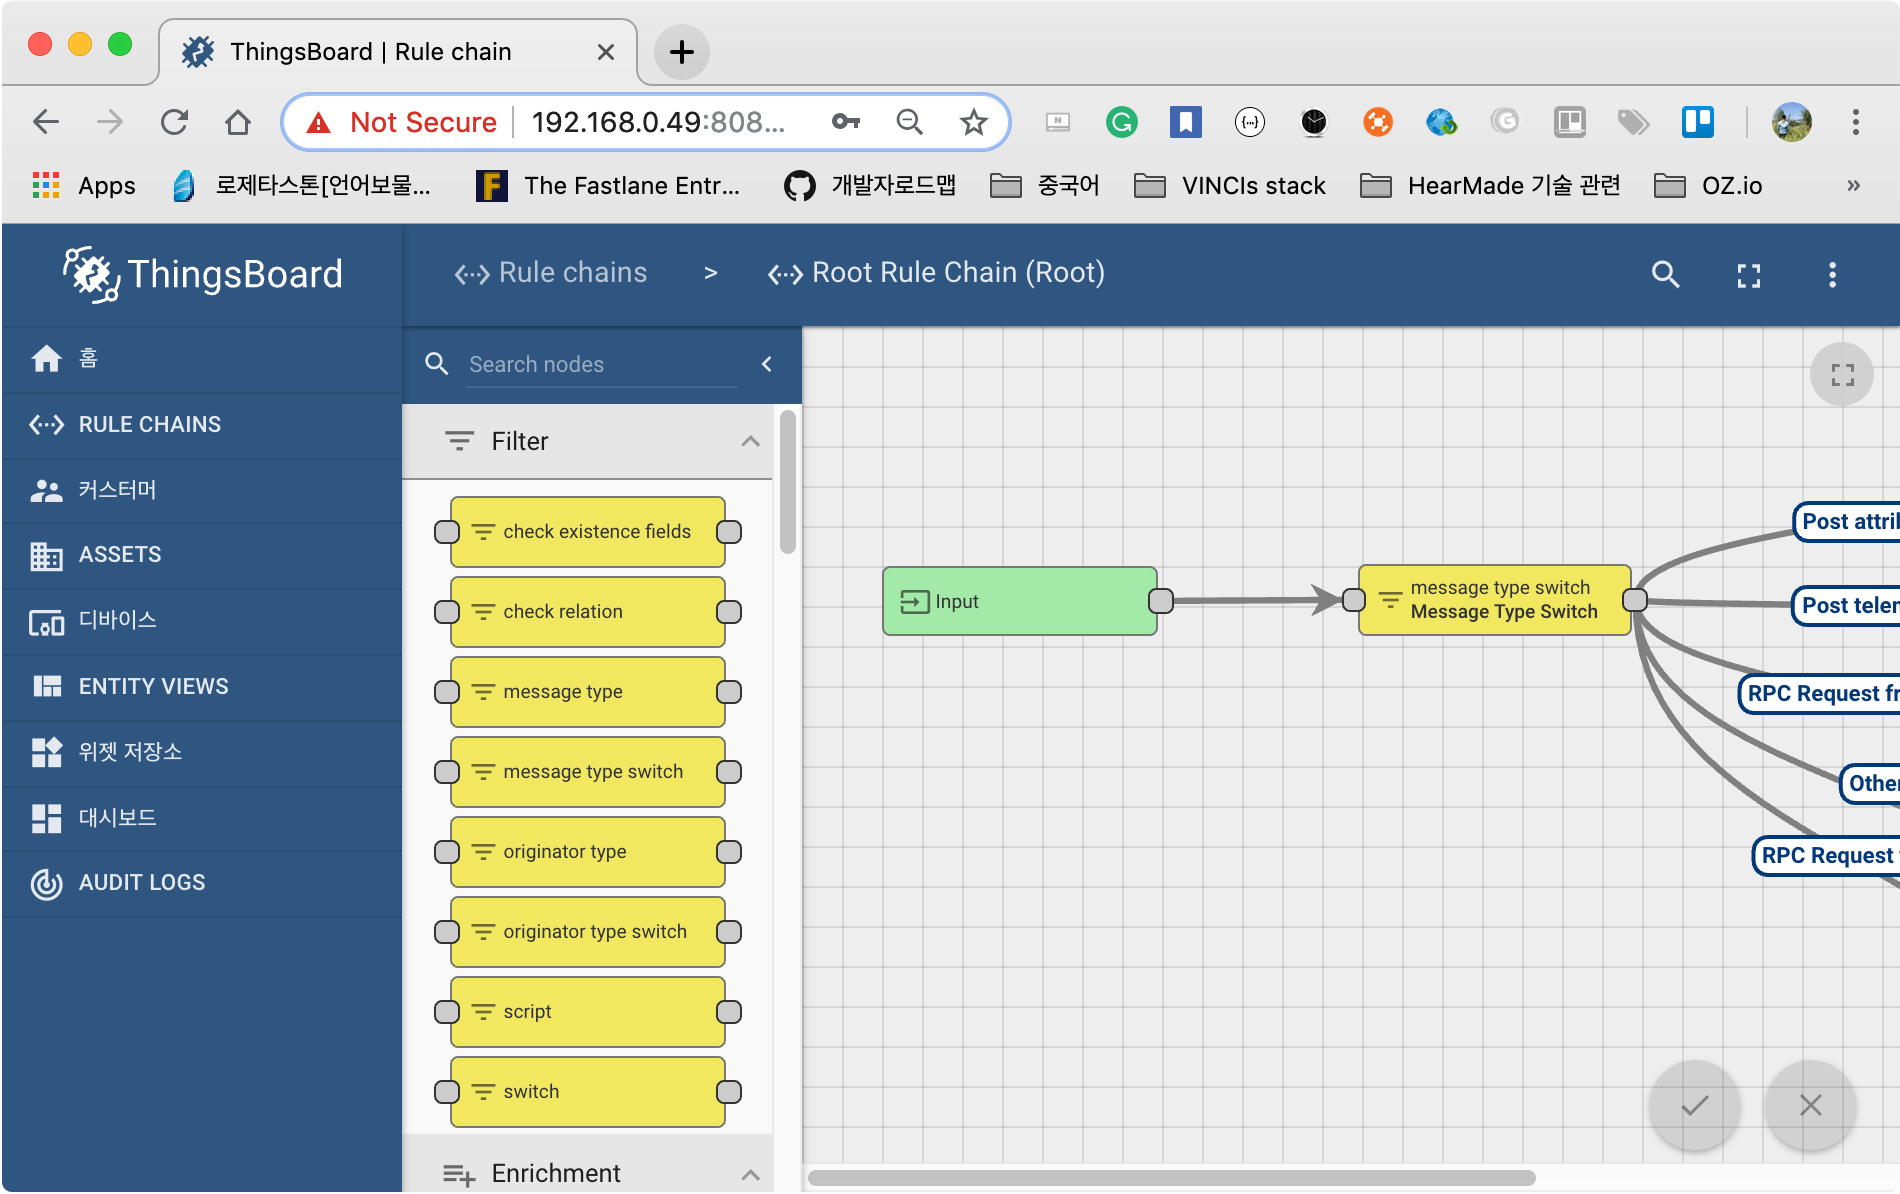 ThingsBoard | Rule chain
Not Secure
192.168.0.49:808...
Apps
로제타스톤[언어보물...
The Fastlane Entr...
개발자로드맵
중국어
VINCIs stack
HearMade 기술 관련
OZ.io
»
ThingsBoard
Rule chains > Root Rule Chain (Root)
홈
RULE CHAINS
커스터머
ASSETS
디바이스
ENTITY VIEWS
위젯 저장소
대시보드
AUDIT LOGS
Search nodes
Filter
check existence fields
check relation
message type
message type switch
originator type
originator type switch
script
switch
Enrichment
Input
message type switch
Message Type Switch
Post attri
Post telem
RPC Request fr
Other
RPC Request